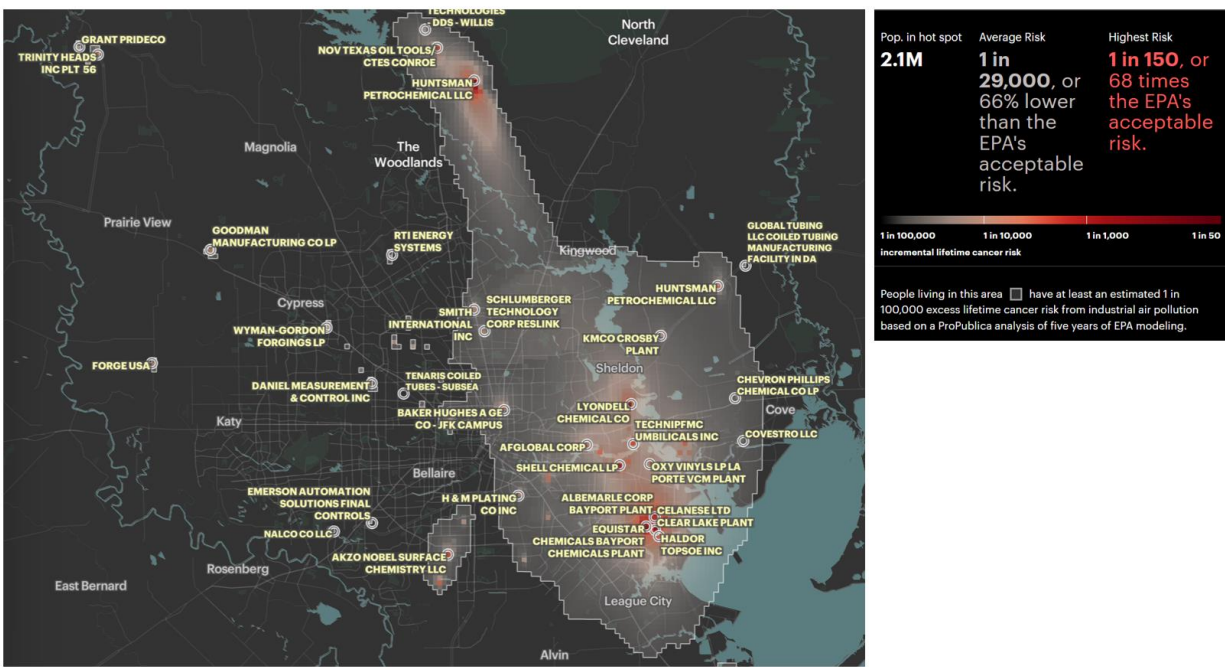 TECHNOLOGIES
- DDS - WILLIS
North
Cleveland
GRANT PRIDECO
TRINITY HEADS
INC PLT 56
NOV TEXAS OIL TOOLS/
CTES CONROE
HUNTSMAN
PETROCHEMICAL LLC
Magnolia
The
Woodlands
Prairie View
GOODMAN
MANUFACTURING CO LP
RTI ENERGY
SYSTEMS
Kingwood
GLOBAL TUBING
LLC COILED TUBING
MANUFACTURING
FACILITY IN DA
HUNTSMAN
PETROCHEMICAL LLC
Cypress
SMITH
INTERNATIONAL
INC
SCHLUMBERGER
TECHNOLOGY
CORP RESLINK
WYMAN-GORDON
FORGINGS LP
KMCO CROSBY
PLANT
FORGE USA
Sheldon
DANIEL MEASUREMENT
& CONTROL INC
TENARIS COILED
TUBES - SUBSEA
CHEVRON PHILLIPS
CHEMICAL CO LP
Katy
BAKER HUGHES A GE
CO - JFK CAMPUS
LYONDELL
CHEMICAL CO
Cove
TECHNIPFMC
UMBILICALS INC
AFGLOBAL CORP
COVESTRO LLC
Bellaire
SHELL CHEMICAL LP
OXY VINYLS LP LA
PORTE VCM PLANT
EMERSON AUTOMATION
SOLUTIONS FINAL
CONTROLS
H & M PLATING
CO INC
ALBEMARLE CORP
BAYPORT PLANT
CELANESE LTD
CLEAR LAKE PLANT
NALCO CO LLC
EQUISTAR
CHEMICALS BAYPORT
CHEMICALS PLANT
HALDOR
TOPSOE INC
AKZO NOBEL SURFACE
CHEMISTRY LLC
Rosenberg
East Bernard
League City
Alvin
Pop. in hot spot
2.1M
Average Risk
1 in
29,000, or
66% lower
than the
EPA's
acceptable
risk.
Highest Risk
1 in 150, or
68 times
the EPA's
acceptable
risk.
1 in 100,000 1 in 10,000 1 in 1,000 1 in 50
incremental lifetime cancer risk
People living in this area have at least an estimated 1 in
100,000 excess lifetime cancer risk from industrial air pollution
based on a ProPublica analysis of five years of EPA modeling.